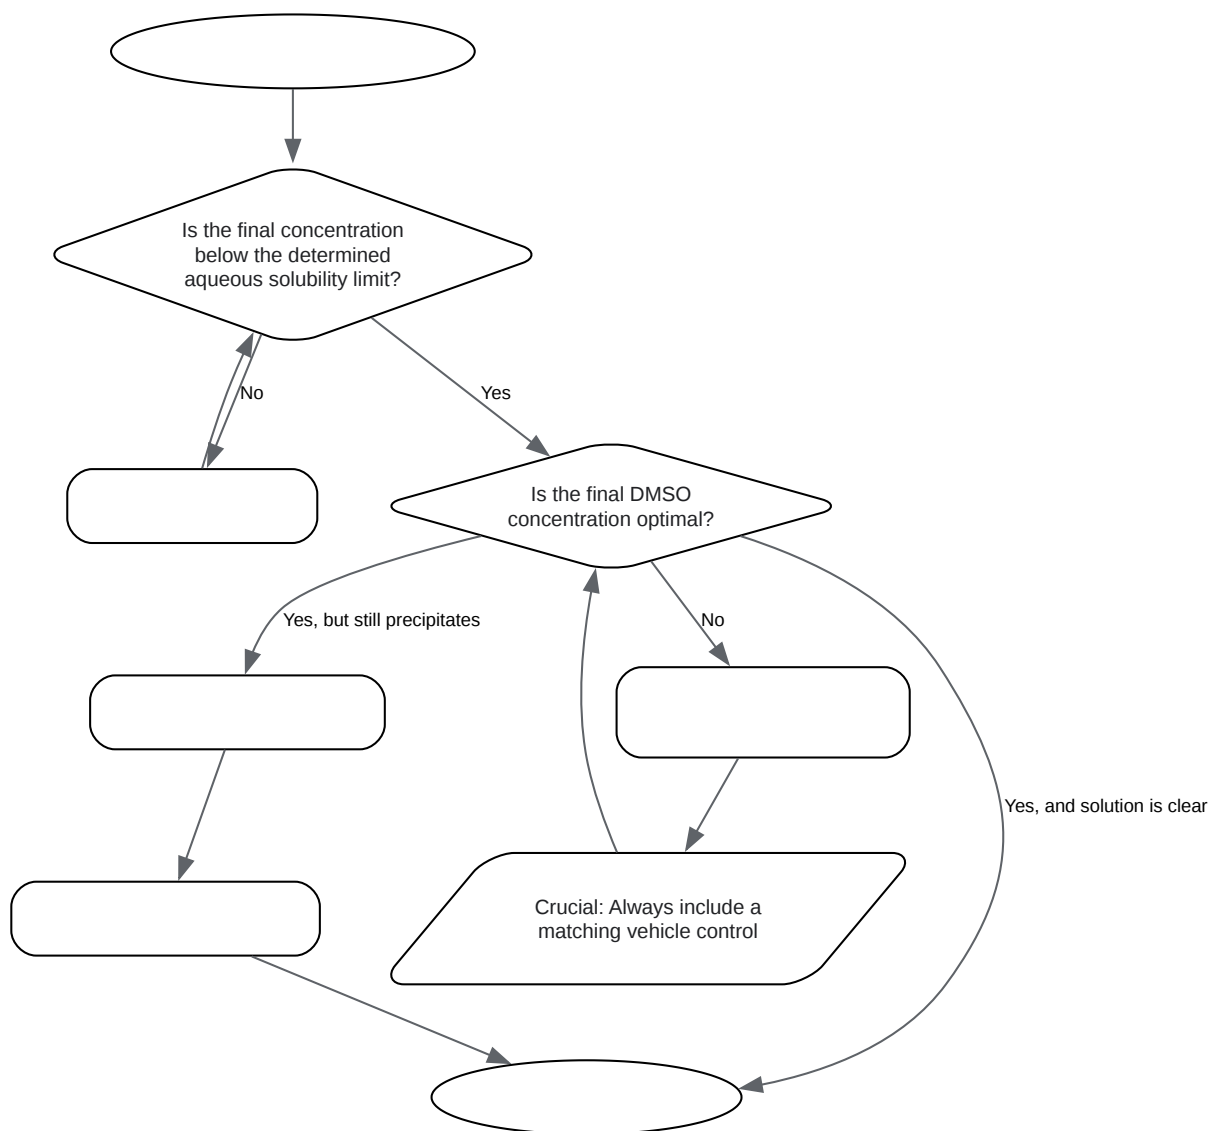 Is the final concentration
below the determined
aqueous solubility limit?
No
Yes
Is the final DMSO
concentration optimal?
Yes, but still precipitates
No
Yes, and solution is clear
Crucial: Always include a
matching vehicle control